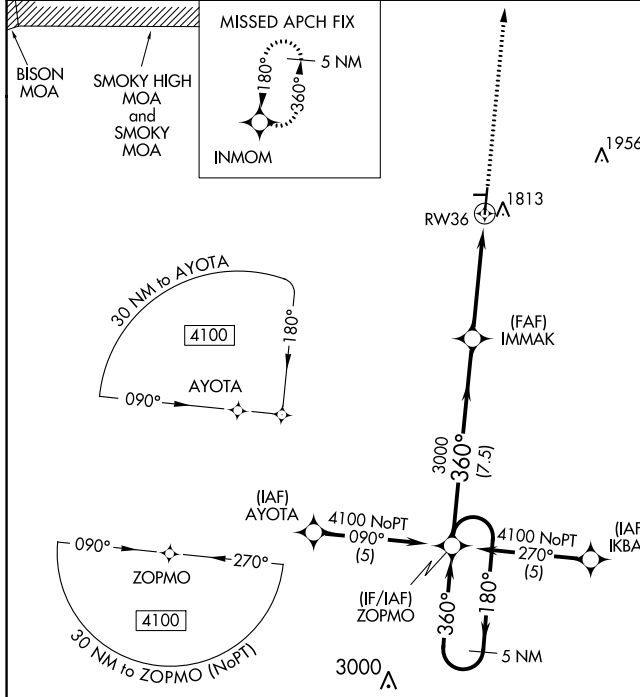 MISSED APCH FIX
180°
360°
5 NM
INMOM
BISON
MOA
SMOKY HIGH
MOA
and
SMOKY
MOA
1956
1813
RW36
30 NM to AYOTA
4100
180°
AYOTA
090°
(FAF)
IMMAK
3000
360°
(7.5)
(IAF)
AYOTA
4100 NoPT
090°
(5)
4100 NoPT
270°
(5)
(IAF
IKBA
(IF/IAF)
ZOPMO
360°
180°
5 NM
090°
270°
ZOPMO
4100
30 NM to ZOPMO (NoPT)
3000